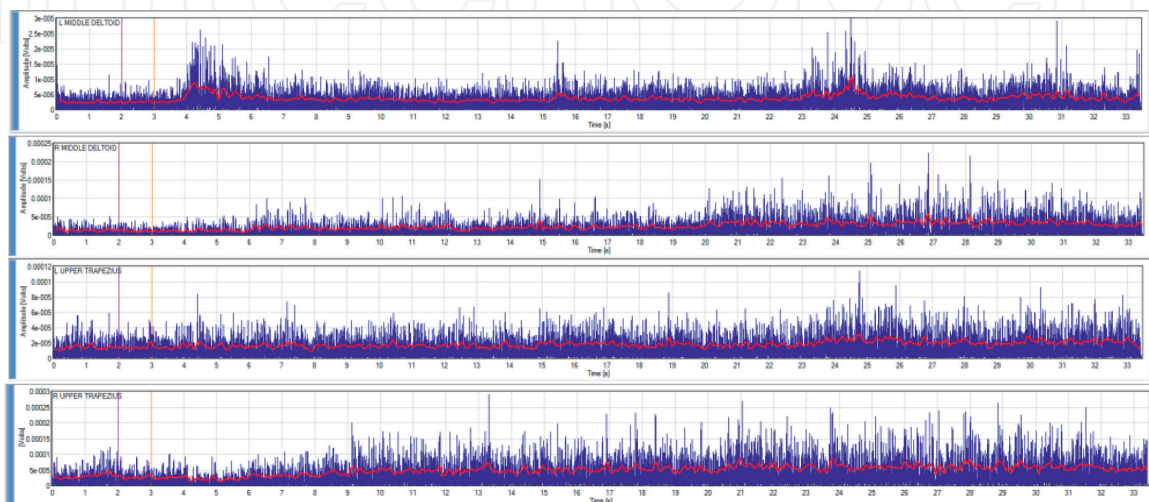 L MIDDLE DELTOID
Amplitude [Volts]
3e-005
2.5e-005
2e-005
1.5e-005
1e-005
5e-006
0
0 1 2 3 4 5 6 7 8 9 10 11 12 13 14 15 16 17 18 19 20 21 22 23 24 25 26 27 28 29 30 31 32 33
Time [s]
R MIDDLE DELTOID
Amplitude [Volts]
0.00025
0.0002
0.00015
0.0001
5e-005
0
0 1 2 3 4 5 6 7 8 9 10 11 12 13 14 15 16 17 18 19 20 21 22 23 24 25 26 27 28 29 30 31 32 33
Time [s]
L UPPER TRAPEZIUS
Amplitude [Volts]
0.00012
0.0001
8e-005
6e-005
4e-005
2e-005
0
0 1 2 3 4 5 6 7 8 9 10 11 12 13 14 15 16 17 18 19 20 21 22 23 24 25 26 27 28 29 30 31 32 33
Time [s]
R UPPER TRAPEZIUS
[Volts]
0.0003
0.00025
0.0002
0.00015
0.0001
5e-005
0
0 1 2 3 4 5 6 7 8 9 10 11 12 13 14 15 16 17 18 19 20 21 22 23 24 25 26 27 28 29 30 31 32 33
Time [s]